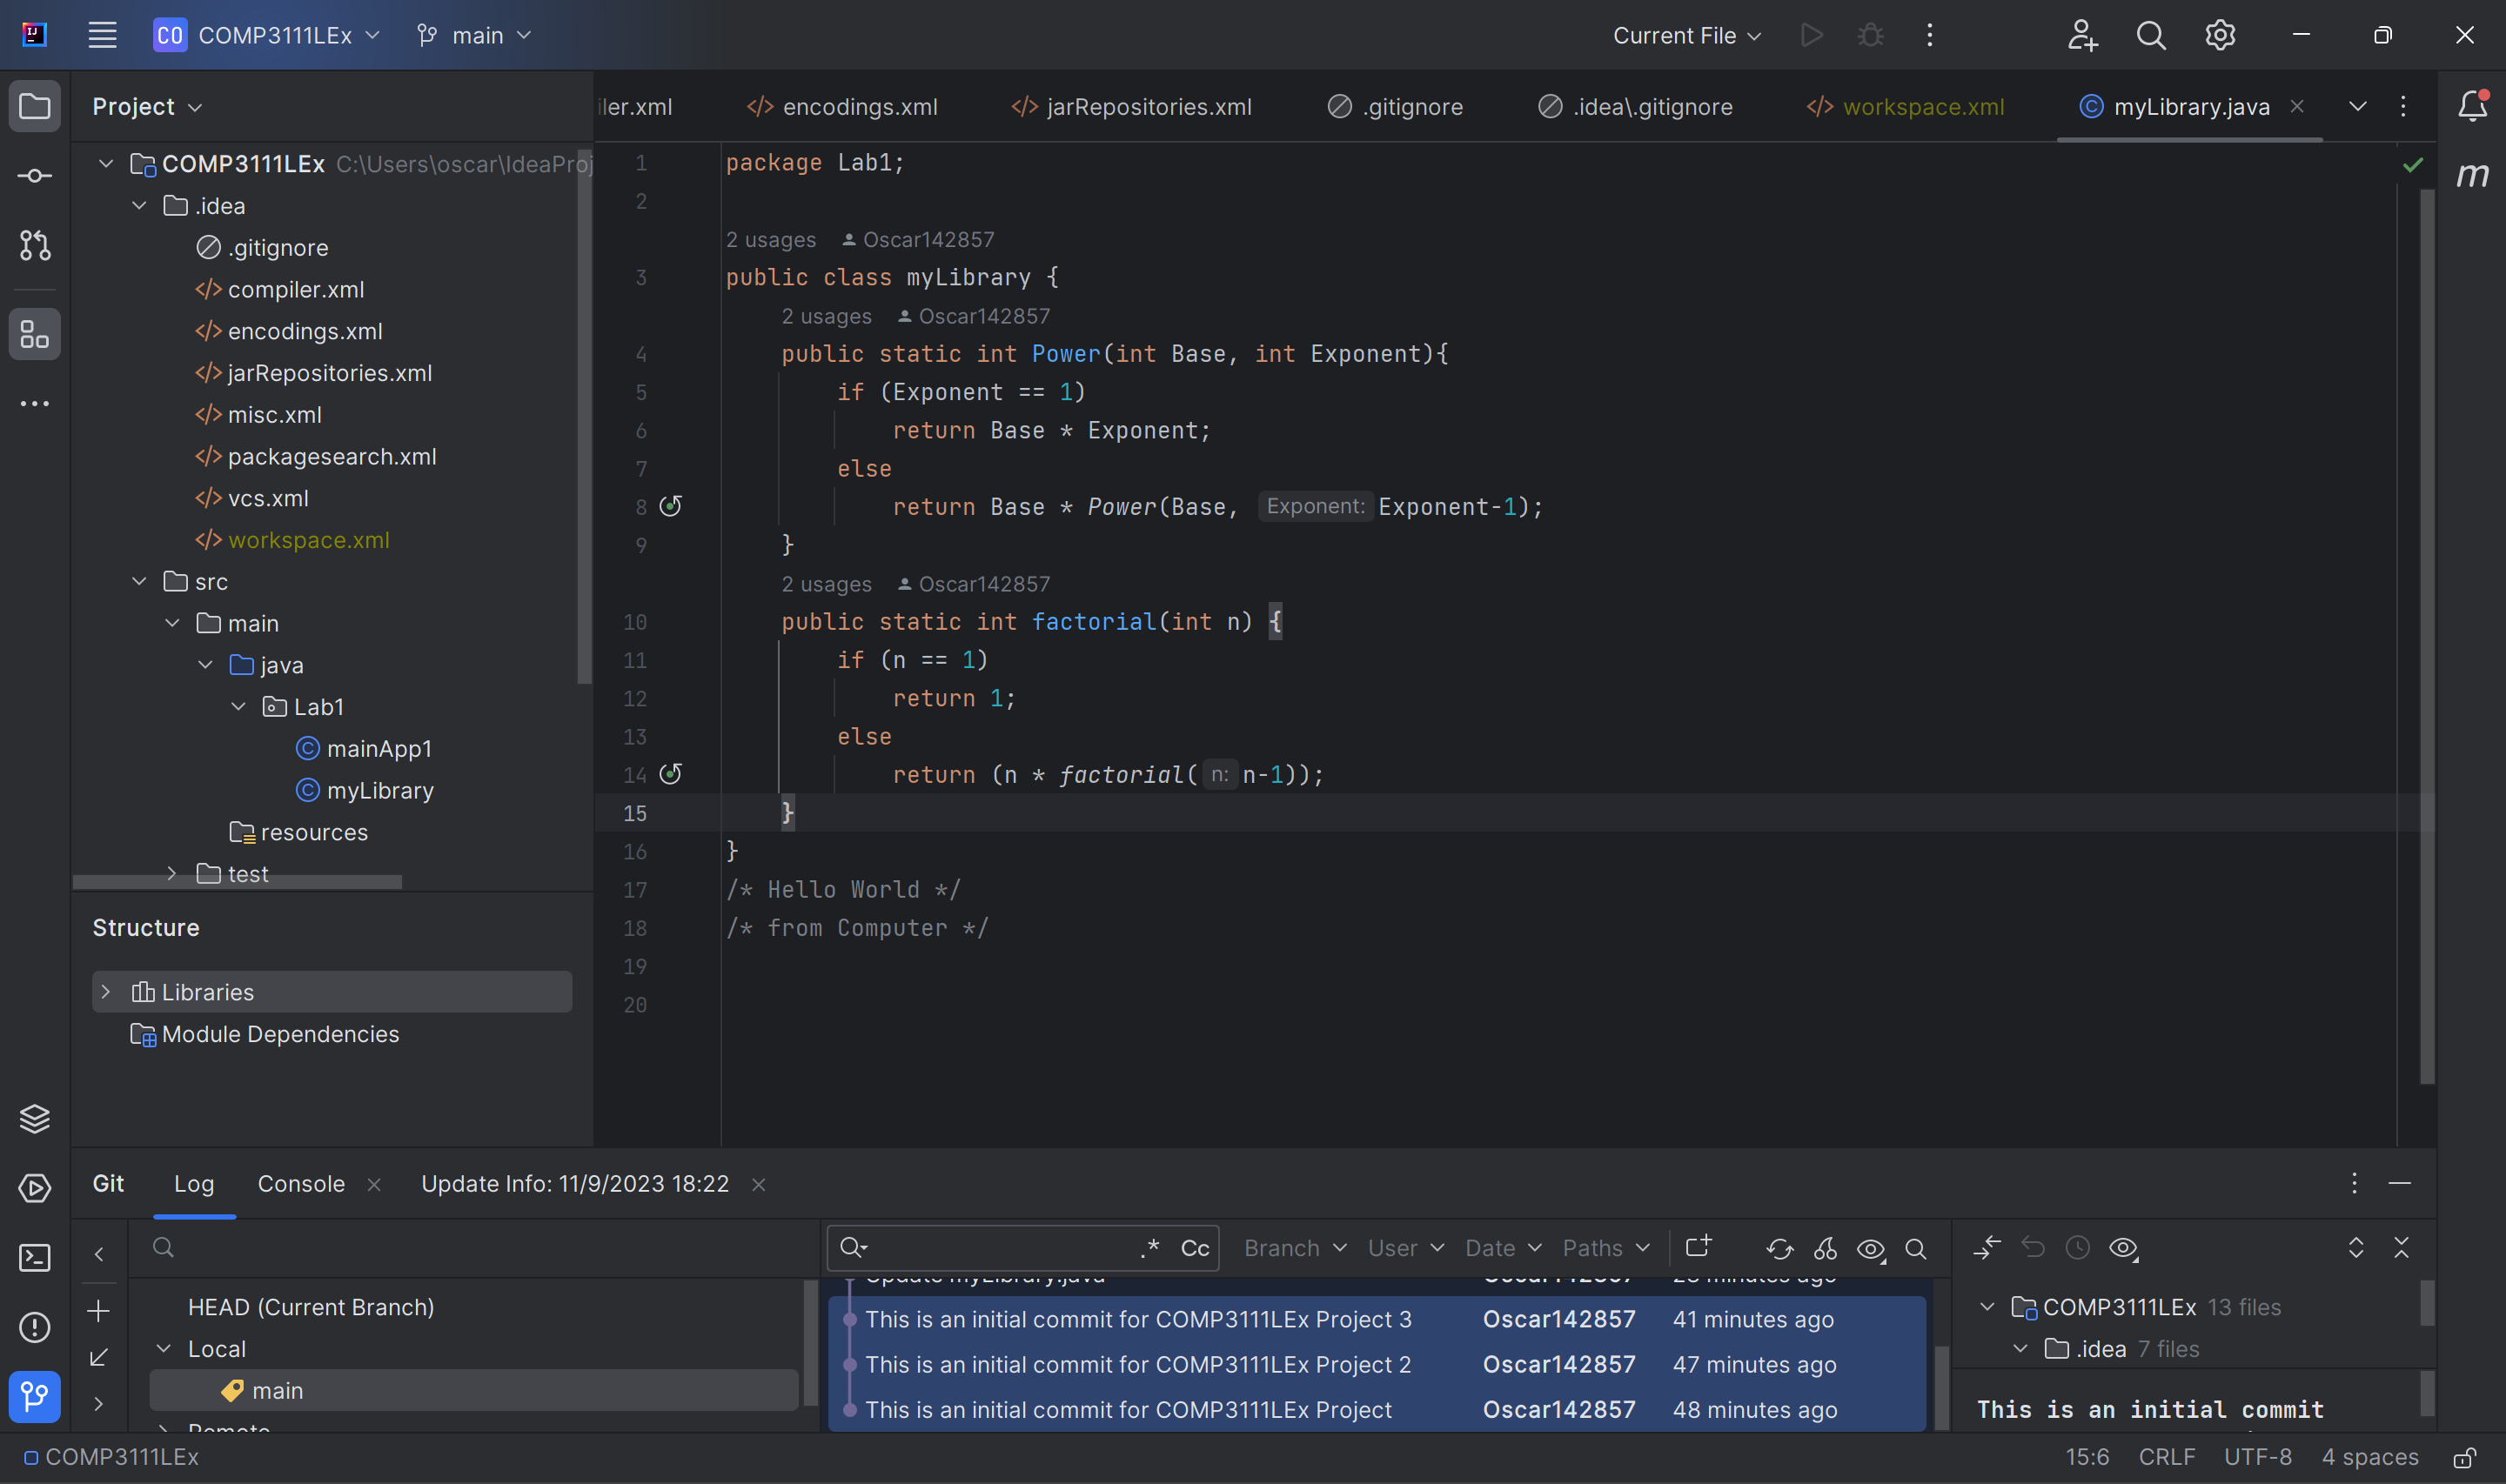 CO COMP3111LEx main Current File
Project
iler.xml encodings.xml jarRepositories.xml .gitignore .idea\.gitignore workspace.xml myLibrary.java
COMP3111LEx C:\Users\oscar\IdeaProj
.idea
.gitignore
compiler.xml
encodings.xml
jarRepositories.xml
misc.xml
packagesearch.xml
vcs.xml
workspace.xml
src
main
java
Lab1
mainApp1
myLibrary
resources
test
Structure
Libraries
Module Dependencies
1 package Lab1;
2
2 usages Oscar142857
3 public class myLibrary {
2 usages Oscar142857
4 public static int Power(int Base, int Exponent){
5 if (Exponent == 1)
6 return Base * Exponent;
7 else
8 return Base * Power(Base, Exponent: Exponent-1);
9 }
2 usages Oscar142857
10 public static int factorial(int n) {
11 if (n == 1)
12 return 1;
13 else
14 return (n * factorial( n: n-1));
15 }
16 }
17 /* Hello World */
18 /* from Computer */
19
20
m
Git Log Console Update Info: 11/9/2023 18:22
.* Cc Branch User Date Paths
HEAD (Current Branch)
Local
main
Remote
Update myLibrary.java Oscar142857
This is an initial commit for COMP3111LEx Project 3 Oscar142857 41 minutes ago
This is an initial commit for COMP3111LEx Project 2 Oscar142857 47 minutes ago
This is an initial commit for COMP3111LEx Project Oscar142857 48 minutes ago
COMP3111LEx 13 files
.idea 7 files
This is an initial commit
COMP3111LEx 15:6 CRLF UTF-8 4 spaces